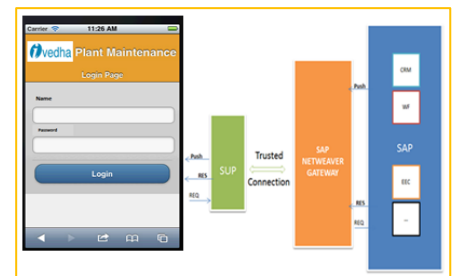 Carrier 11:26 AM
ivedha Plant Maintenance
Login Page
Name
Password
Login
Push
RES
REQ
SUP
Trusted
Connection
SAP
NETWEAVER
GATEWAY
Push
RES
REQ
CRM
WF
SAP
EEC
...